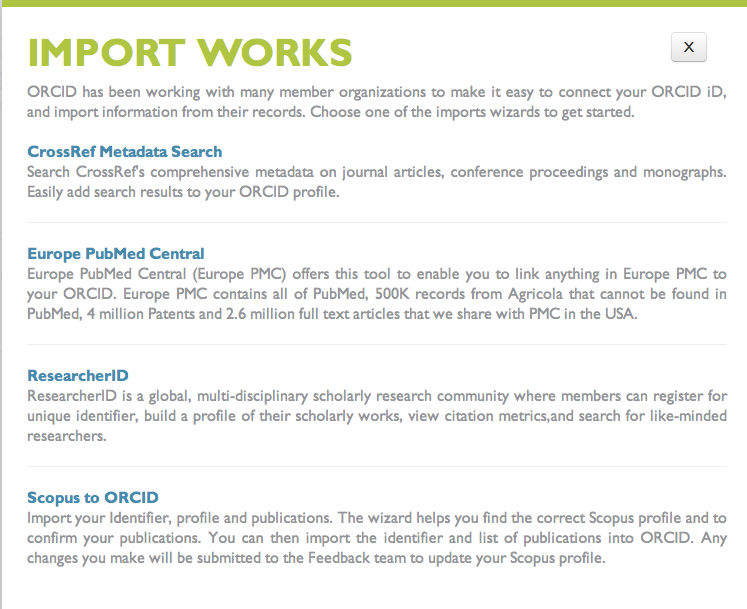 IMPORT WORKS
X
ORCID has been working with many member organizations to make it easy to connect your ORCID iD,
and import information from their records. Choose one of the imports wizards to get started.
CrossRef Metadata Search
Search CrossRef's comprehensive metadata on journal articles, conference proceedings and monographs.
Easily add search results to your ORCID profile.
Europe PubMed Central
Europe PubMed Central (Europe PMC) offers this tool to enable you to link anything in Europe PMC to
your ORCID. Europe PMC contains all of PubMed, 500K records from Agricola that cannot be found in
PubMed, 4 million Patents and 2.6 million full text articles that we share with PMC in the USA.
ResearcherID
ResearcherID is a global, multi-disciplinary scholarly research community where members can register for
unique identifier, build a profile of their scholarly works, view citation metrics,and search for like-minded
researchers.
Scopus to ORCID
Import your Identifier, profile and publications. The wizard helps you find the correct Scopus profile and to
confirm your publications. You can then import the identifier and list of publications into ORCID. Any
changes you make will be submitted to the Feedback team to update your Scopus profile.